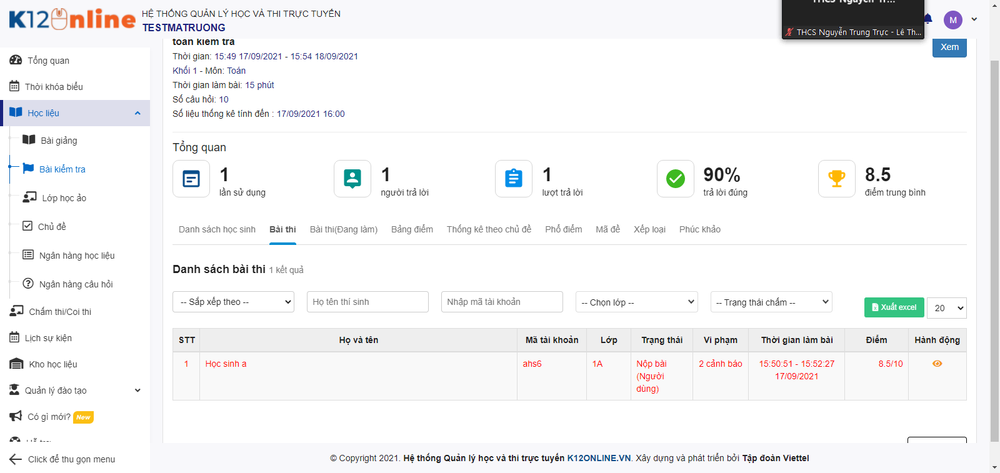 K12Online
HỆ THỐNG QUẢN LÝ HỌC VÀ THI TRỰC TUYẾN
TESTMATRUONG
THCS Nguyễn Trung Trực - Lê Th...
M
Tổng quan
Thời khóa biểu
Học liệu
Bài giảng
Bài kiểm tra
Lớp học ảo
Chủ đề
Ngân hàng học liệu
Ngân hàng câu hỏi
Chấm thi/Coi thi
Lịch sự kiện
Kho học liệu
Quản lý đào tạo
Có gì mới? New
Click để thu gọn menu
toán kiểm tra
Xem
Thời gian: 15:49 17/09/2021 - 15:54 18/09/2021
Khối 1 - Môn: Toán
Thời gian làm bài: 15 phút
Số câu hỏi: 10
Số liệu thống kê tính đến : 17/09/2021 16:00
Tổng quan
1
lần sử dụng
1
người trả lời
1
lượt trả lời
90%
trả lời đúng
8.5
điểm trung bình
Danh sách học sinh Bài thi Bài thi(Đang làm) Bảng điểm Thống kê theo chủ đề Phổ điểm Mã đề Xếp loại Phúc khảo
Danh sách bài thi 1 kết quả
-- Sắp xếp theo -- Họ tên thí sinh Nhập mã tài khoản -- Chọn lớp -- -- Trạng thái chấm -- Xuất excel 20
STT Họ và tên Mã tài khoản Lớp Trạng thái Vi phạm Thời gian làm bài Điểm Hành động
1 Học sinh a ahs6 1A Nộp bài 2 cảnh báo 15:50:51 - 15:52:27 8.5/10
(Người 17/09/2021
dùng)
© Copyright 2021. Hệ thống Quản lý học và thi trực tuyến K12ONLINE.VN. Xây dựng và phát triển bởi Tập đoàn Viettel